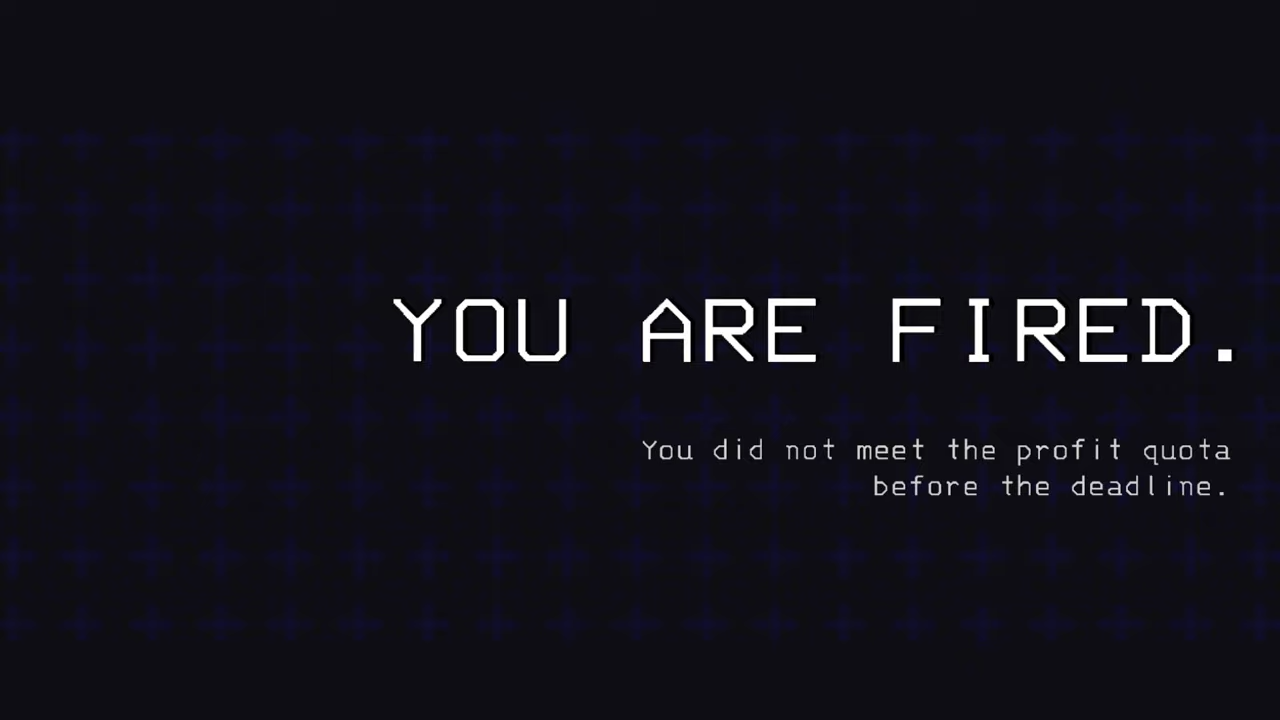 YOU ARE FIRED.
You did not meet the profit quota
before the deadline.